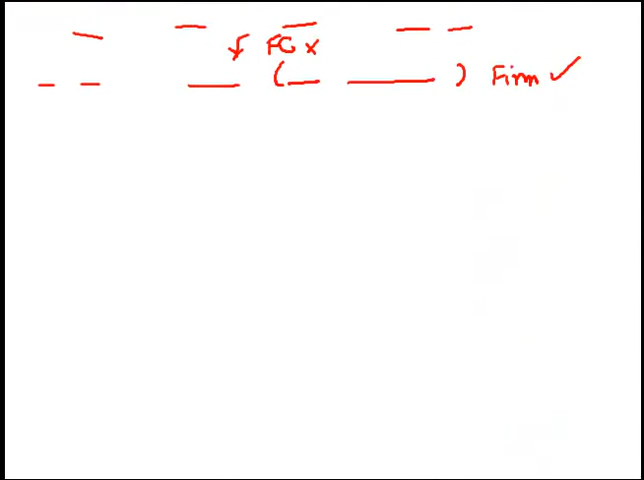 FG x
( ) Firm ✓